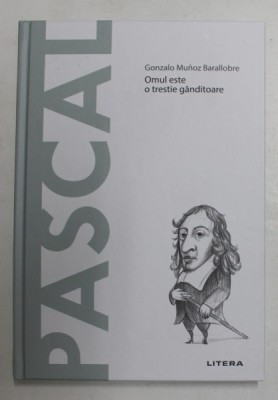 PASCAL
Gonzalo Muñoz Barallobre
Omul este
o trestie gânditoare
LITERA